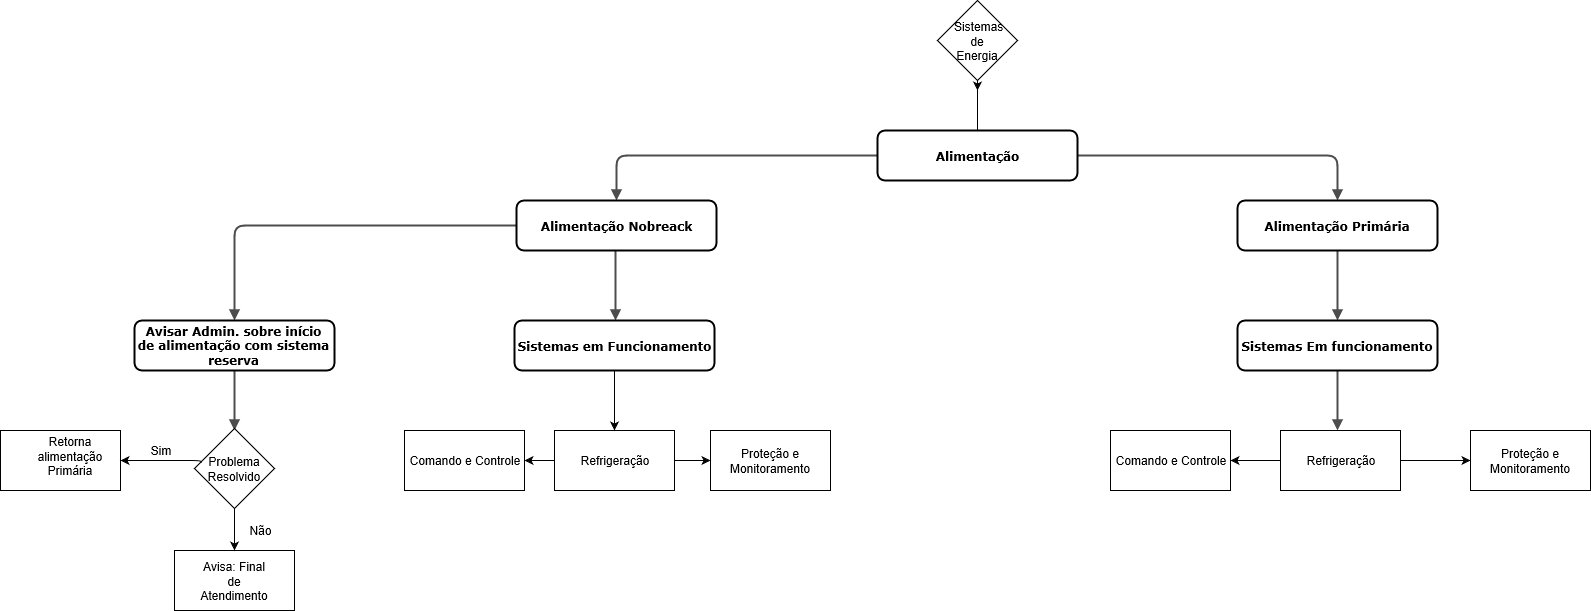 Sistemas
de
Energia
Alimentação
Alimentação Nobreack
Alimentação Primária
Avisar Admin. sobre início
de alimentação com sistema
reserva
Sistemas em Funcionamento
Sistemas Em funcionamento
Retorna
alimentação
Primária
Sim
Problema
Resolvido
Comando e Controle
Refrigeração
Proteção e
Monitoramento
Comando e Controle
Refrigeração
Proteção e
Monitoramento
Não
Avisa: Final
de
Atendimento